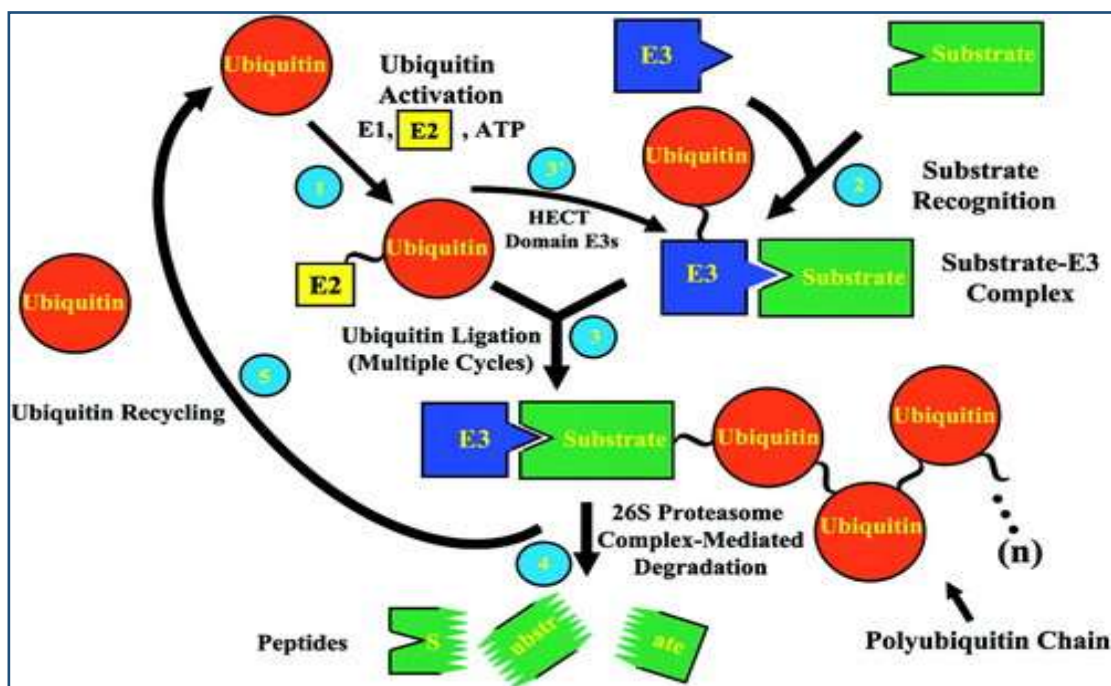 Ubiquitin
Ubiquitin
Activation
E1, E2 , ATP
E3
Substrate
1
3'
HECT
Domain E3s
Ubiquitin
2
Substrate
Recognition
E2
Ubiquitin
E3
Substrate
Substrate-E3
Complex
Ubiquitin
Ubiquitin Ligation
(Multiple Cycles)
3
5
Ubiquitin Recycling
E3
Substrate
Ubiquitin
Ubiquitin
Ubiquitin
(n)
26S Proteasome
Complex-Mediated
Degradation
4
Polyubiquitin Chain
Peptides
S
ubstr
ate